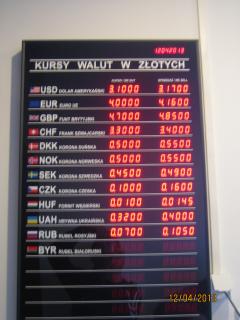 12042013
KURSY WALUT W ZŁOTYCH
USD DOLAR AMERYKAŃSKI 3.1000 3.1700
EUR EURO UE 4.0000 4.1600
GBP FUNT BRYTYJSKI 4.7000 4.8500
CHF FRANK SZWAJCARSKI 3.3000 3.4000
DKK KORONA DUŃSKA 0.5000 0.5500
NOK KORONA NORWESKA 0.5000 0.5500
SEK KORONA SZWEDZKA 0.4500 0.4900
CZK KORONA CZESKA 0.1000 0.1600
HUF FORINT WĘGIERSKI 0.0100 0.0145
UAH HRYWNA UKRAIŃSKA 0.3200 0.4000
RUB RUBEL ROSYJSKI 0.0700 0.1050
BYR RUBEL BIAŁORUSKI